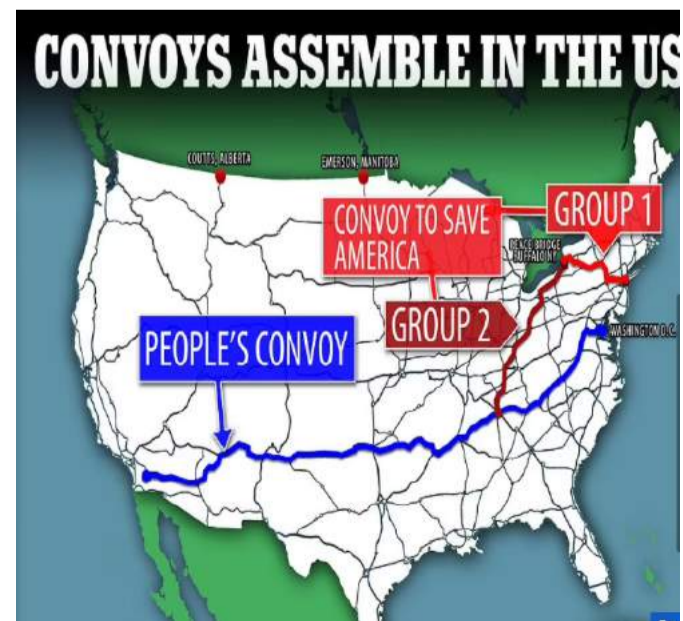 CONVOYS ASSEMBLE IN THE US
COUTTS, ALBERTA
EMERSON, MANITOBA
CONVOY TO SAVE
AMERICA
GROUP 1
PEACE BRIDGE
BUFFALO NY
GROUP 2
PEOPLE'S CONVOY
WASHINGTON D.C.